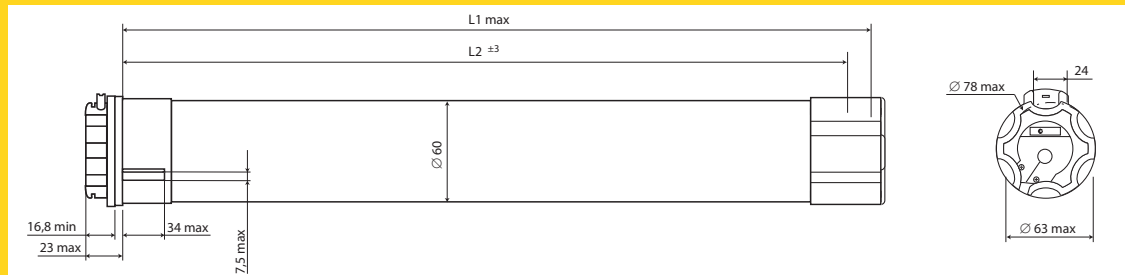 L1 max
L2 ±3
24
∅ 78 max
∅ 60
16,8 min
34 max
23 max
7,5 max
∅ 63 max